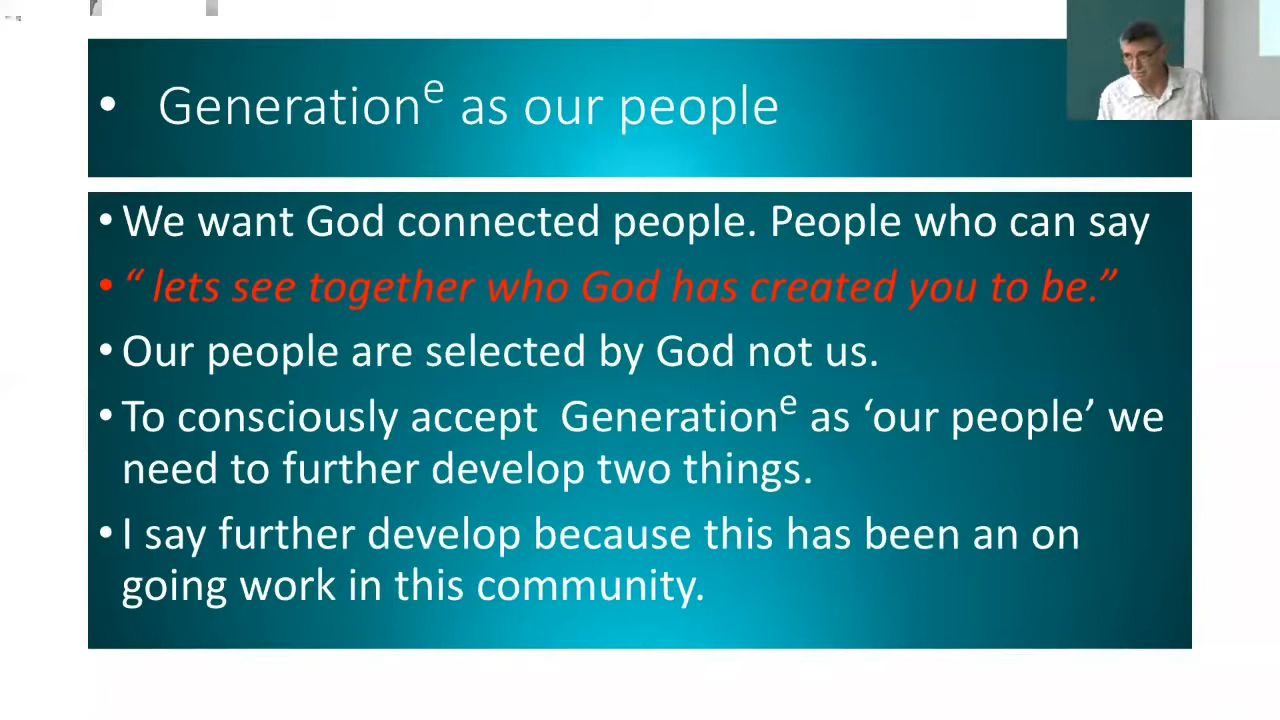 • Generationᵉ as our people
• We want God connected people. People who can say
• “ lets see together who God has created you to be.”
• Our people are selected by God not us.
• To consciously accept  Generationᵉ as ‘our people’ we
need to further develop two things.
• I say further develop because this has been an on
going work in this community.